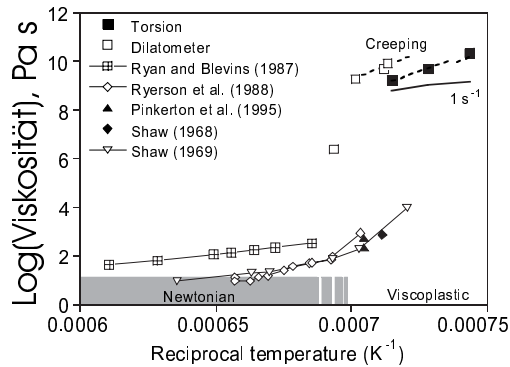 12
10
8
6
4
2
0
Log(Viskosität), Pa s
Torsion
Dilatometer
Ryan and Blevins (1987)
Ryerson et al. (1988)
Pinkerton et al. (1995)
Shaw (1968)
Shaw (1969)
Creeping
1 s-1
Newtonian
Viscoplastic
0.0006
0.00065
0.0007
0.00075
Reciprocal temperature (K-1)